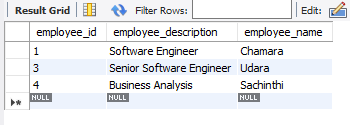 Result Grid Filter Rows: Edit:
employee_id employee_description employee_name
1 Software Engineer Chamara
3 Senior Software Engineer Udara
4 Business Analysis Sachinthi
NULL NULL NULL